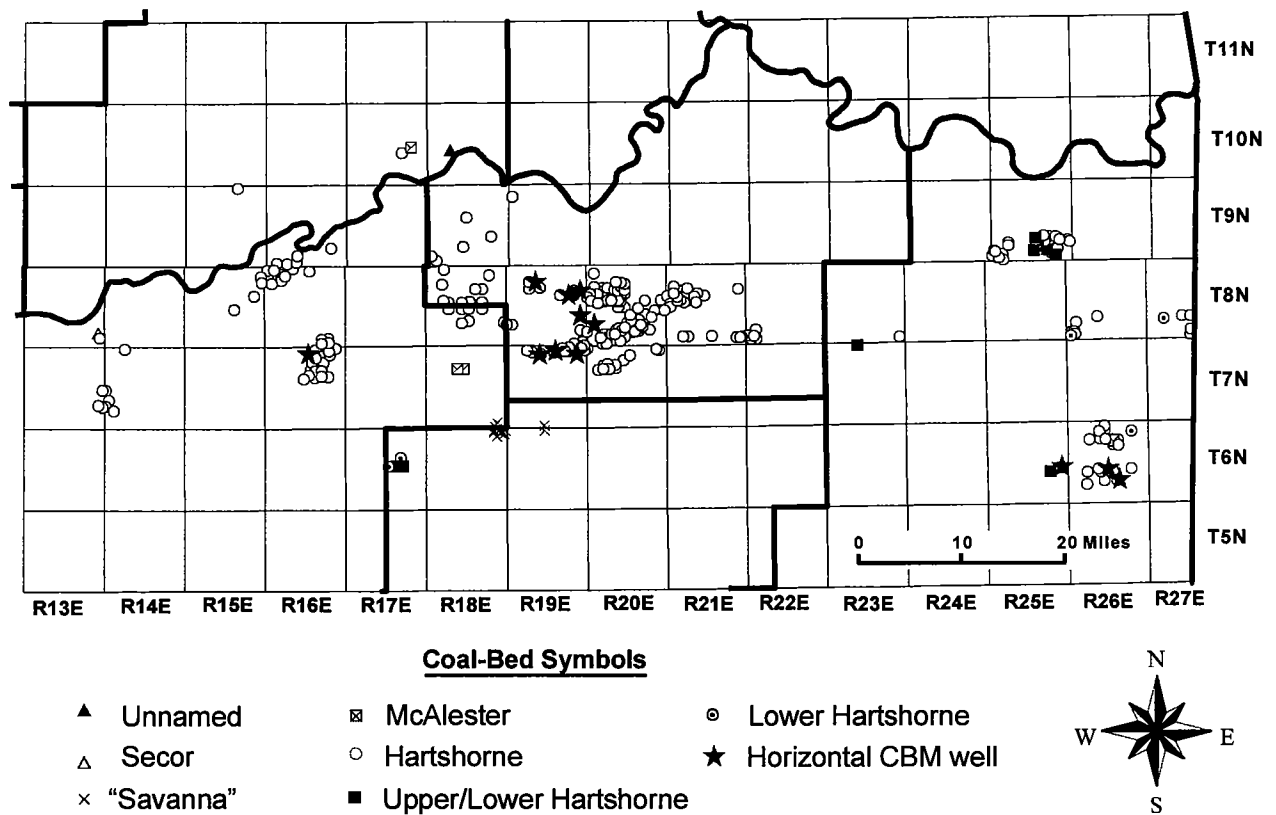 T11N
T10N
T9N
T8N
T7N
T6N
T5N
0 10 20 Miles
R13E R14E R15E R16E R17E R18E R19E R20E R21E R22E R23E R24E R25E R26E R27E
Coal-Bed Symbols
Unnamed McAlester Lower Hartshorne
Secor Hartshorne Horizontal CBM well
"Savanna" Upper/Lower Hartshorne
N
W E
S